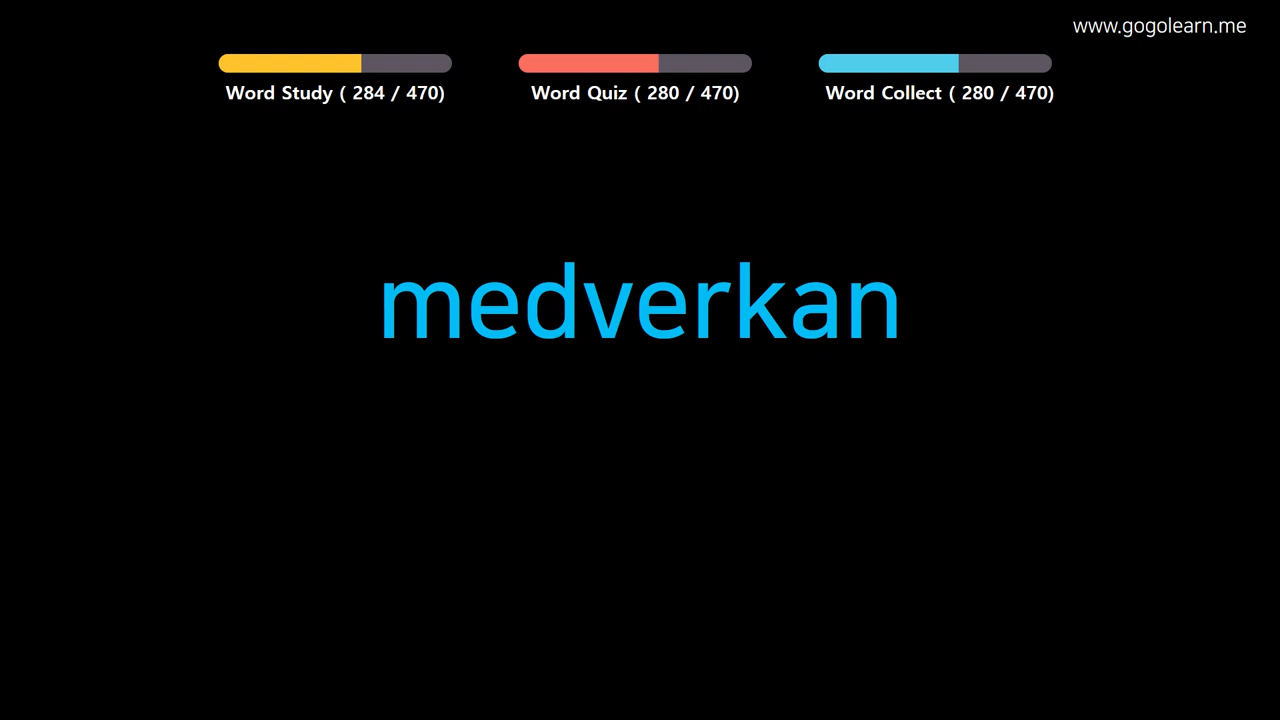 www.gogolearn.me
Word Study ( 284 / 470)
Word Quiz ( 280 / 470)
Word Collect ( 280 / 470)
medverkan